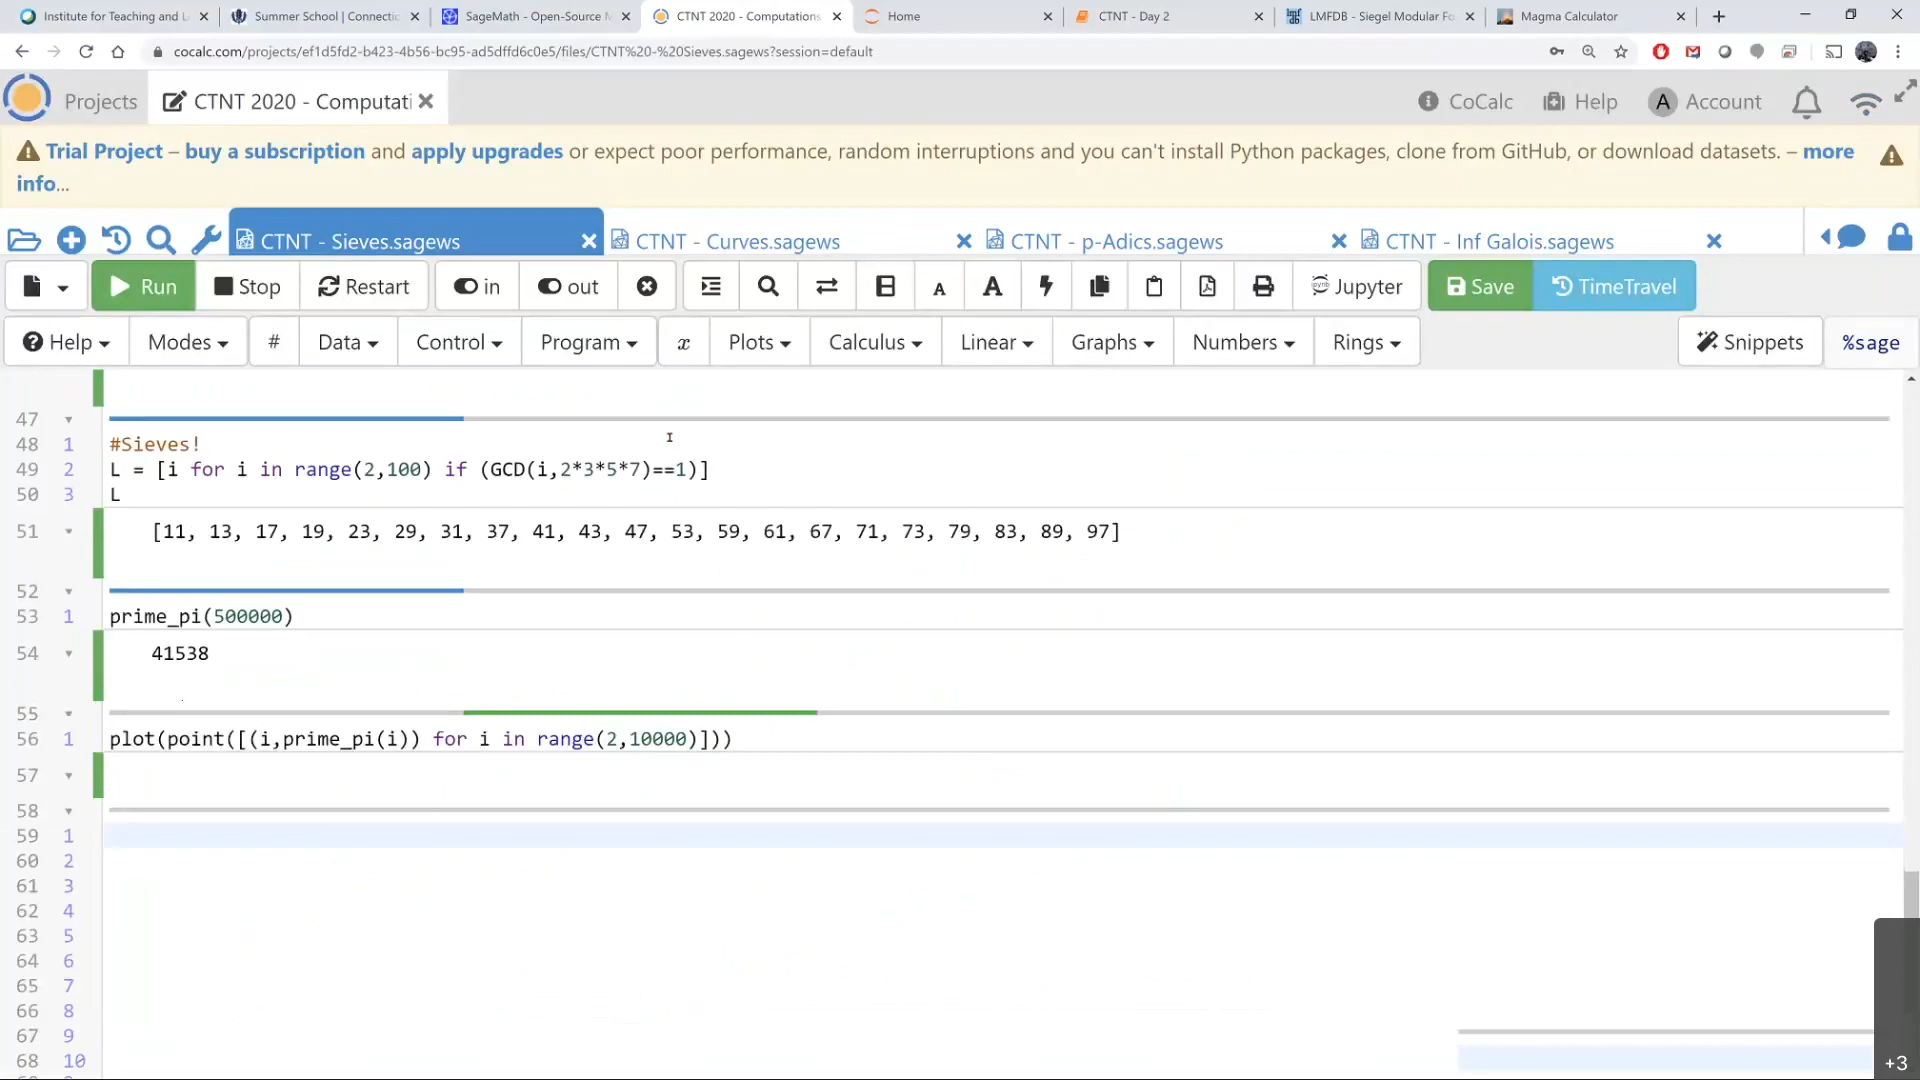 Institute for Teaching and L
Summer School | Connectic
SageMath - Open-Source M
CTNT 2020 - Computations
Home
CTNT - Day 2
LMFDB - Siegel Modular Fo
Magma Calculator
cocalc.com/projects/ef1d5fd2-b423-4b56-bc95-ad5dffd6c0e5/files/CTNT%20-%20Sieves.sagews?session=default
Projects
CTNT 2020 - Computati
CoCalc
Help
A Account
Trial Project – buy a subscription and apply upgrades or expect poor performance, random interruptions and you can't install Python packages, clone from GitHub, or download datasets. – more
info...
CTNT - Sieves.sagews
CTNT - Curves.sagews
CTNT - p-Adics.sagews
CTNT - Inf Galois.sagews
Run
Stop
Restart
in
out
A
A
Jupyter
Save
TimeTravel
Help
Modes
#
Data
Control
Program
x
Plots
Calculus
Linear
Graphs
Numbers
Rings
Snippets
%sage
47
48 1 #Sieves!
49 2 L = [i for i in range(2,100) if (GCD(i,2*3*5*7)==1)]
50 3 L
51 [11, 13, 17, 19, 23, 29, 31, 37, 41, 43, 47, 53, 59, 61, 67, 71, 73, 79, 83, 89, 97]
52
53 1 prime_pi(500000)
54 41538
55
56 1 plot(point([(i,prime_pi(i)) for i in range(2,10000)]))
57
58
59 1
60 2
61 3
62 4
63 5
64 6
65 7
66 8
67 9
68 10
+3